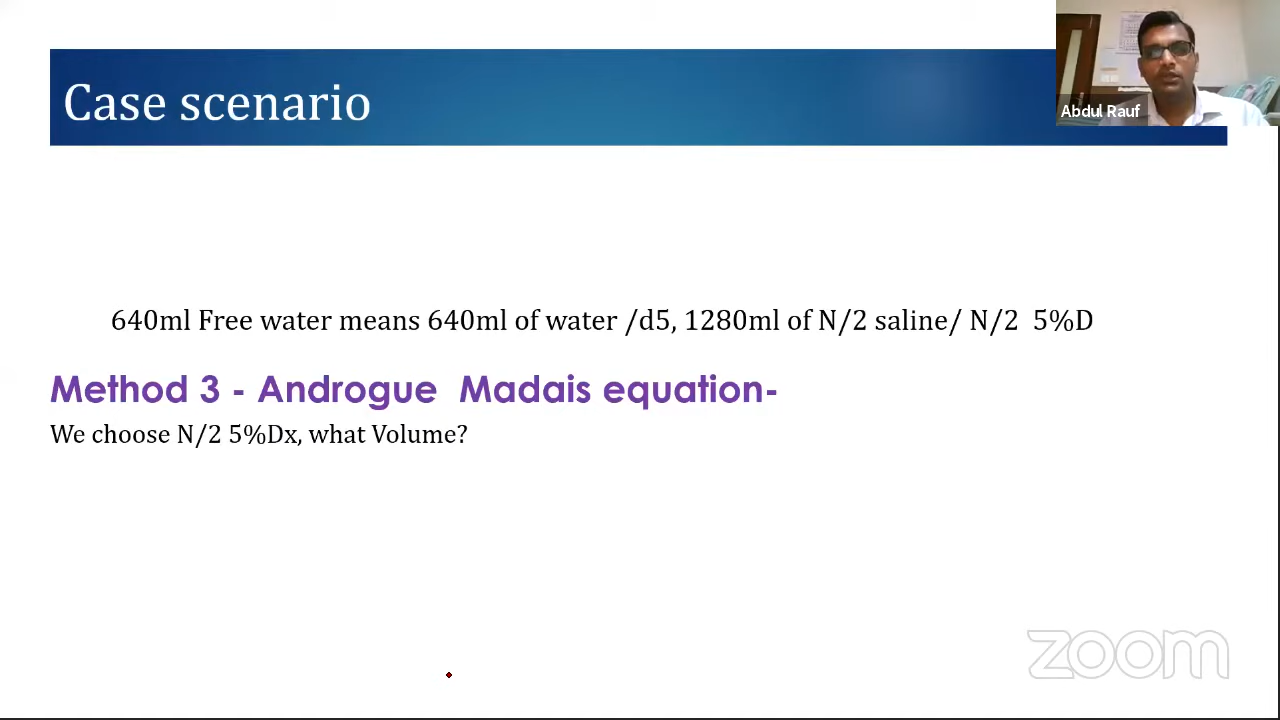 Case scenario
Abdul Rauf
640ml Free water means 640ml of water /d5, 1280ml of N/2 saline/ N/2 5%D
Method 3 - Androgue Madais equation-
We choose N/2 5%Dx, what Volume?
zoom